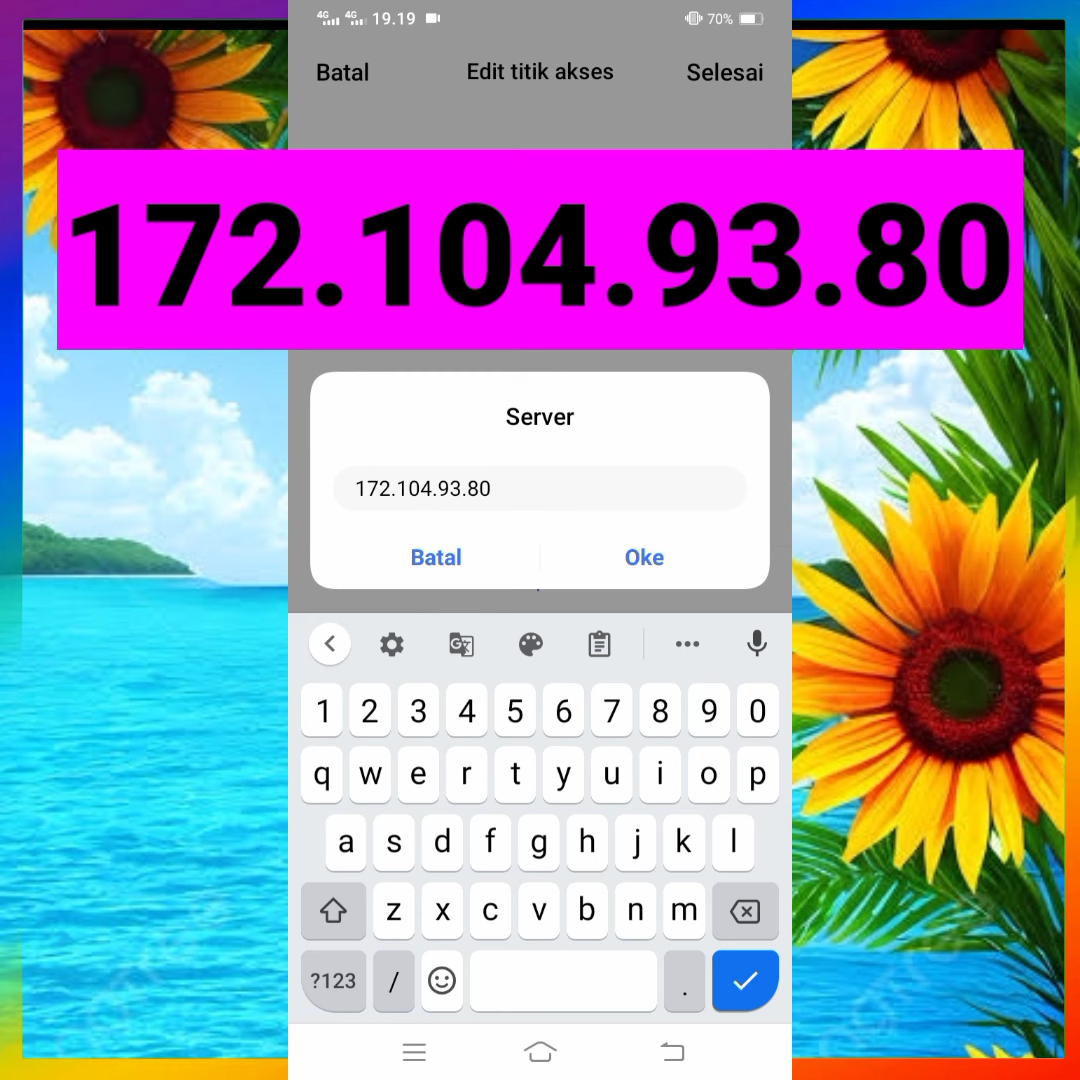 4G 4G 19.19 70%
Batal Edit titik akses Selesai
172.104.93.80
Server
172.104.93.80
Batal Oke
1 2 3 4 5 6 7 8 9 0
q w e r t y u i o p
a s d f g h j k l
z x c v b n m
?123 / .